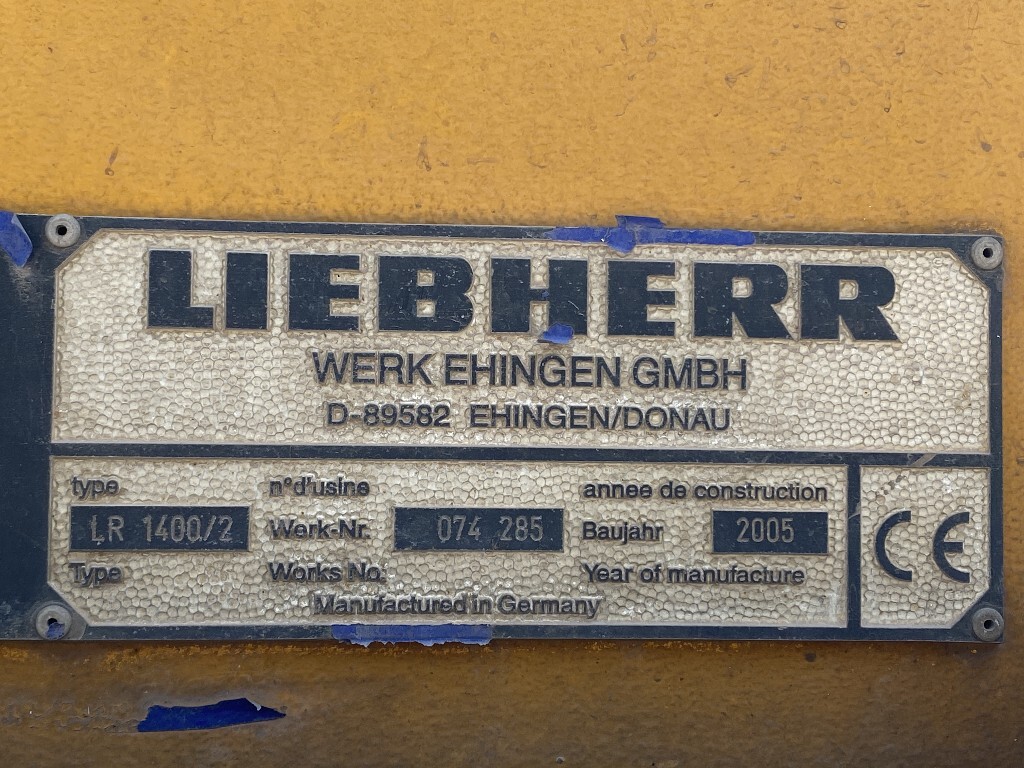 LIEBHERR
WERK EHINGEN GMBH
D-89582 EHINGEN/DONAU
type n°d'usine annee de construction
LR 1400/2 Werk-Nr. 074 285 Baujahr 2005
Type Works No. Year of manufacture
Manufactured in Germany
CE